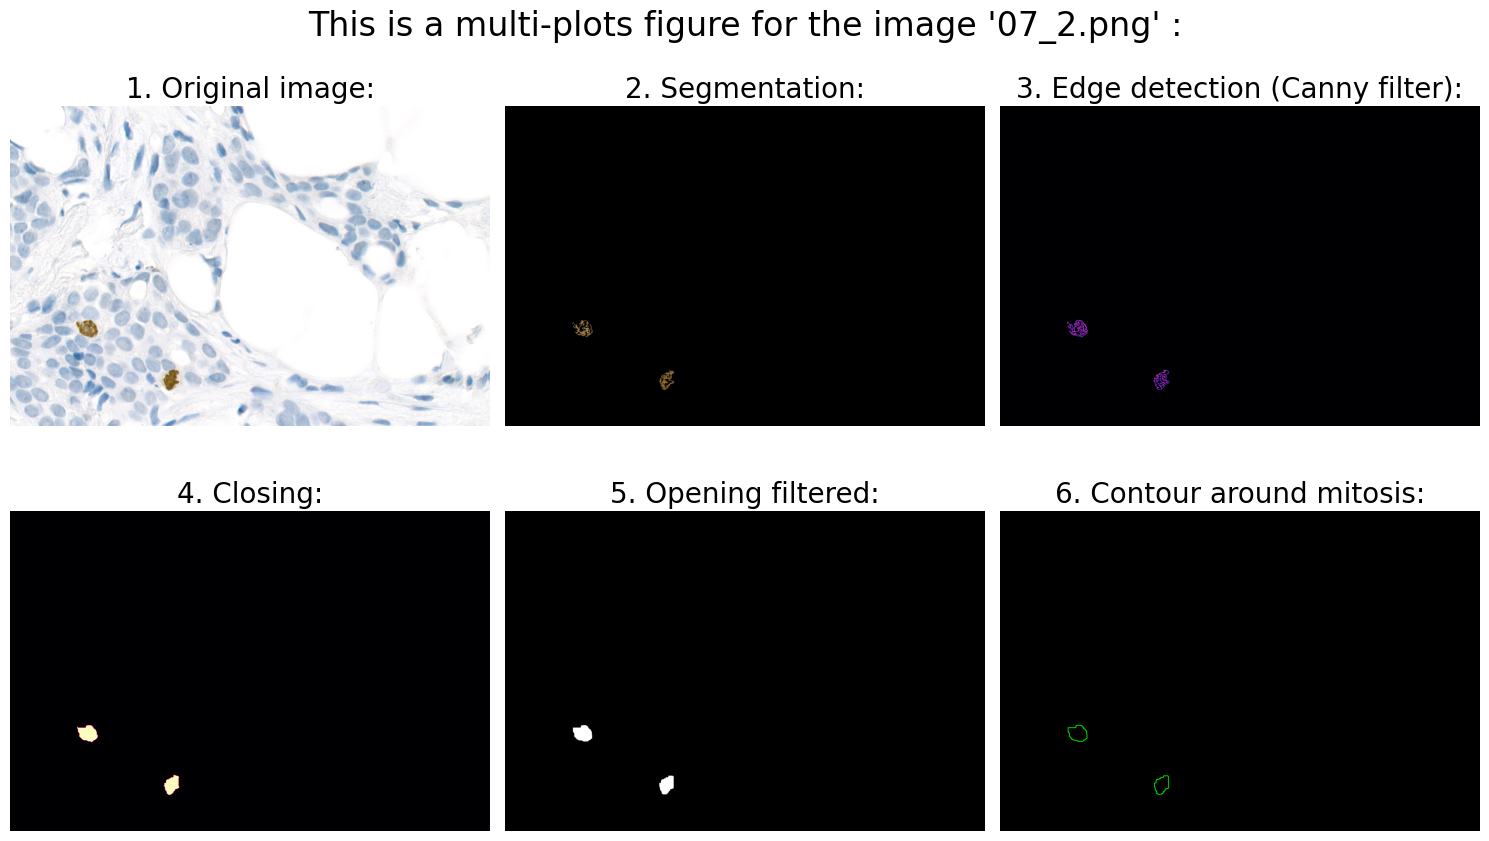 This is a multi-plots figure for the image '07_2.png' :
1. Original image:
2. Segmentation:
3. Edge detection (Canny filter):
4. Closing:
5. Opening filtered:
6. Contour around mitosis: